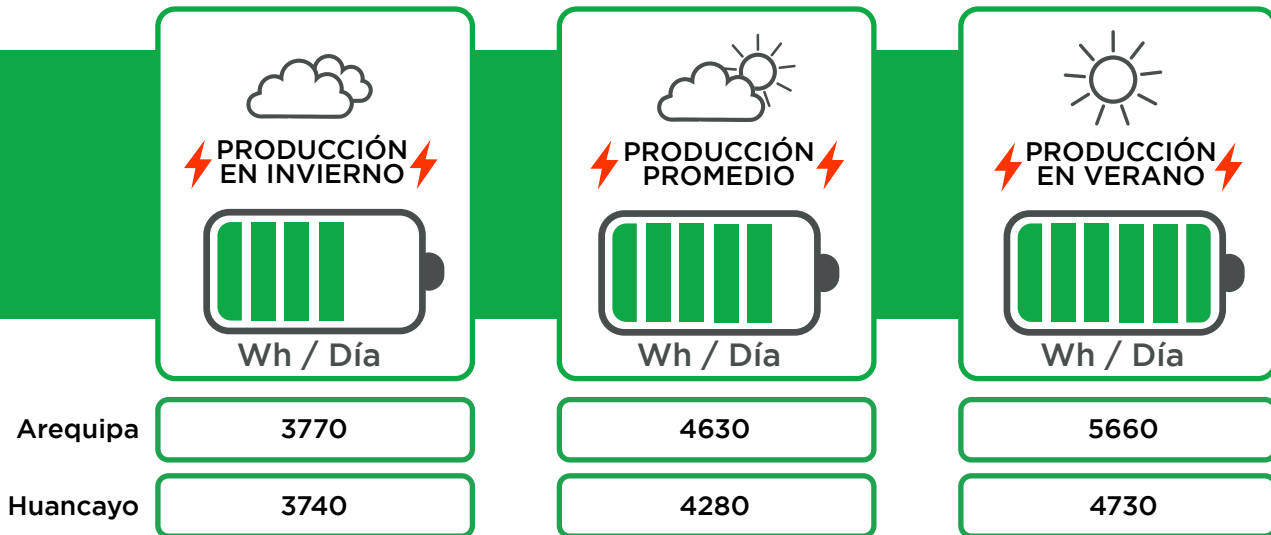 PRODUCCIÓN
EN INVIERNO
Wh / Día
PRODUCCIÓN
PROMEDIO
Wh / Día
PRODUCCIÓN
EN VERANO
Wh / Día
Arequipa 3770 4630 5660
Huancayo 3740 4280 4730